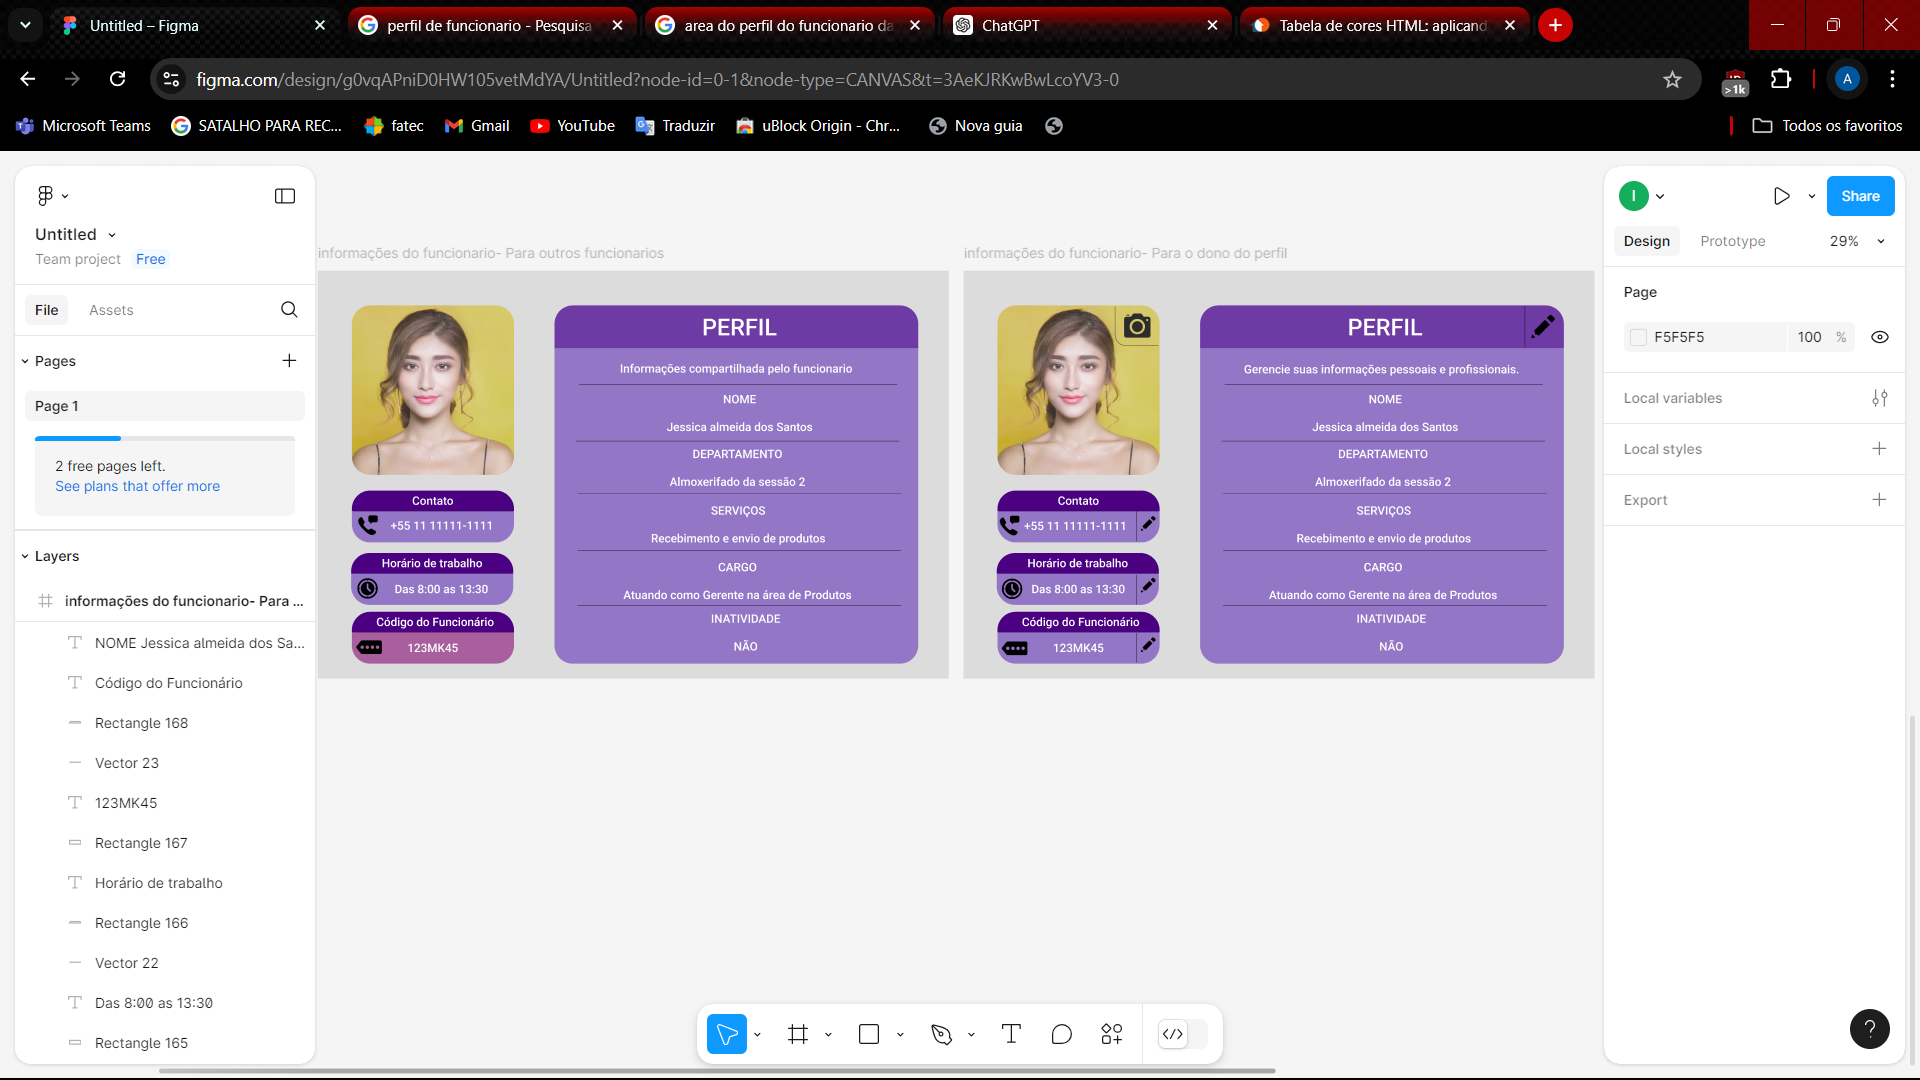 Untitled – Figma
perfil de funcionario - Pesquisa
area do perfil do funcionario da
ChatGPT
Tabela de cores HTML: aplicand
figma.com/design/g0vqAPniD0HW105vetMdYA/Untitled?node-id=0-1&node-type=CANVAS&t=3AeKJRKwBwLcoYV3-0
>1k
A
Microsoft Teams
SATALHO PARA REC...
fatec
Gmail
YouTube
Traduzir
uBlock Origin - Chr...
Nova guia
Todos os favoritos
Untitled
Team project Free
File Assets
Pages
Page 1
2 free pages left.
See plans that offer more
Layers
informações do funcionario- Para ...
NOME Jessica almeida dos Sa...
Código do Funcionário
Rectangle 168
Vector 23
123MK45
Rectangle 167
Horário de trabalho
Rectangle 166
Vector 22
Das 8:00 as 13:30
Rectangle 165
informações do funcionario- Para outros funcionarios
Contato
+55 11 11111-1111
Horário de trabalho
Das 8:00 as 13:30
Código do Funcionário
123MK45
PERFIL
Informações compartilhada pelo funcionario
NOME
Jessica almeida dos Santos
DEPARTAMENTO
Almoxerifado da sessão 2
SERVIÇOS
Recebimento e envio de produtos
CARGO
Atuando como Gerente na área de Produtos
INATIVIDADE
NÃO
informações do funcionario- Para o dono do perfil
Contato
+55 11 11111-1111
Horário de trabalho
Das 8:00 as 13:30
Código do Funcionário
123MK45
PERFIL
Gerencie suas informações pessoais e profissionais.
NOME
Jessica almeida dos Santos
DEPARTAMENTO
Almoxerifado da sessão 2
SERVIÇOS
Recebimento e envio de produtos
CARGO
Atuando como Gerente na área de Produtos
INATIVIDADE
NÃO
I
Share
Design Prototype 29%
Page
F5F5F5 100 %
Local variables
Local styles
Export
?